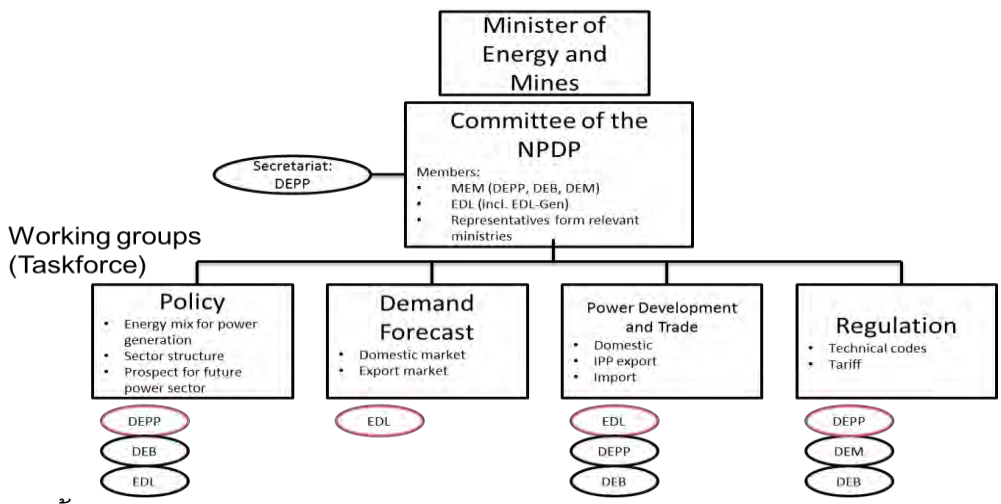 Minister of
Energy and
Mines
Committee of the
NPDP
Members:
• MEM (DEPP, DEB, DEM)
• EDL (incl. EDL-Gen)
• Representatives form relevant
ministries
Secretariat:
DEPP
Working groups
(Taskforce)
Policy
• Energy mix for power
generation
• Sector structure
• Prospect for future
power sector
DEPP
DEB
EDL
Demand
Forecast
• Domestic market
• Export market
EDL
Power Development
and Trade
• Domestic
• IPP export
• Import
EDL
DEPP
DEB
Regulation
• Technical codes
• Tariff
DEPP
DEM
DEB